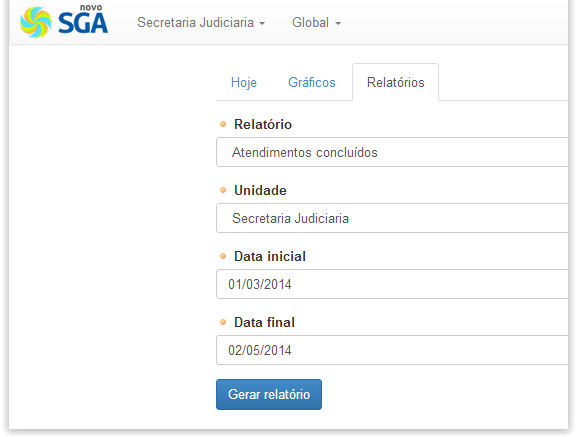 novo
SGA
Secretaria Judiciaria
Global
Hoje
Gráficos
Relatórios
Relatório
Atendimentos concluídos
Unidade
Secretaria Judiciaria
Data inicial
01/03/2014
Data final
02/05/2014
Gerar relatório